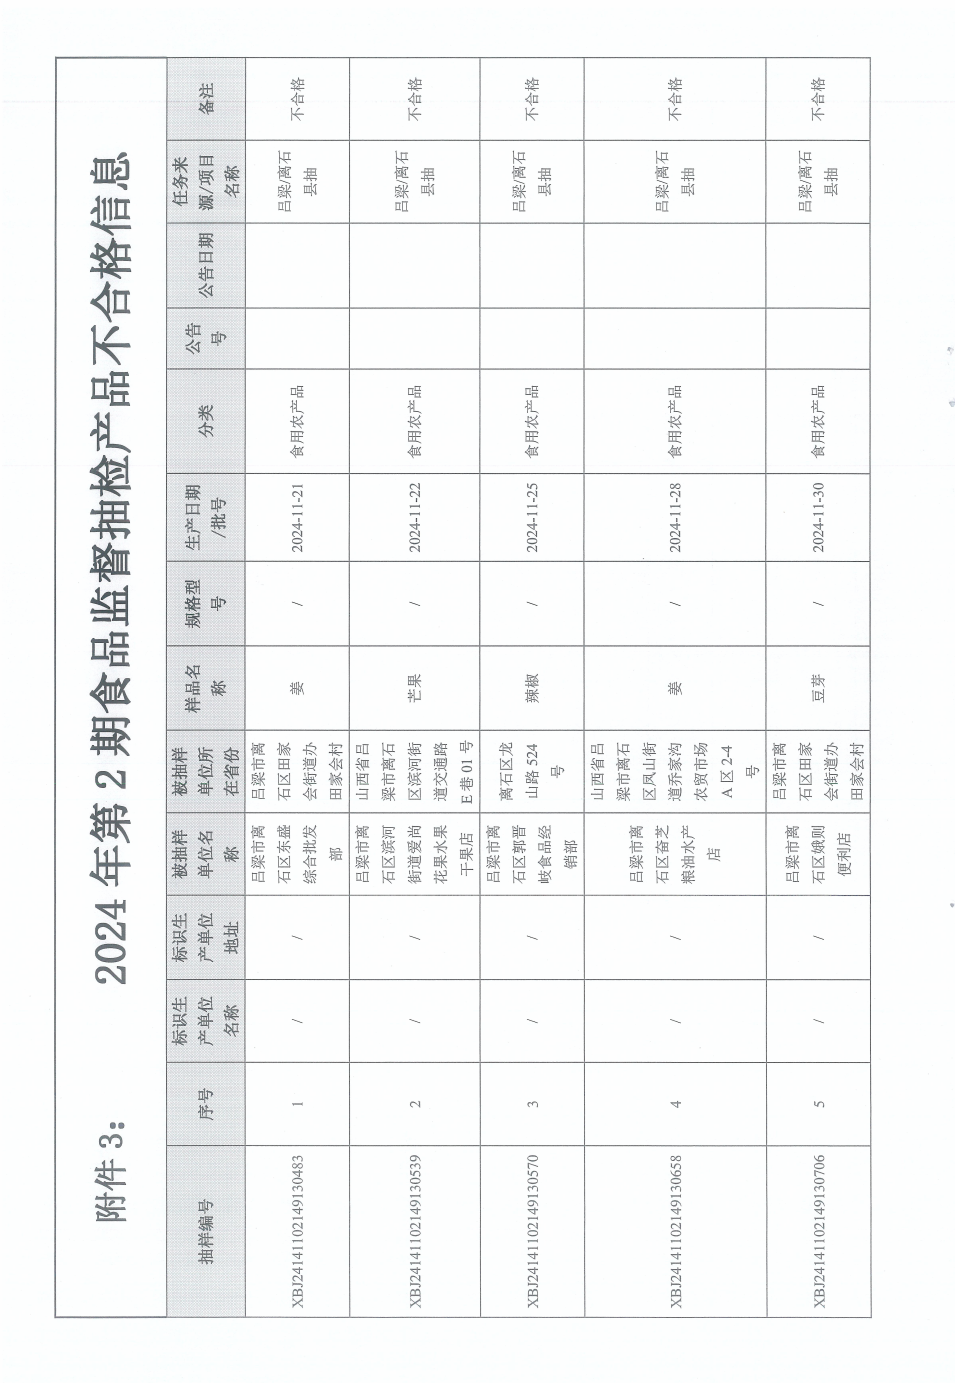 附件 3： 2024 年第 2 期食品监督抽检产品不合格信息
抽样编号
序号
标识生
产单位
名称
标识生
产单位
地址
被抽样
单位名
称
被抽样
单位所
在省份
样品名
称
规格型
号
生产日期
/批号
分类
公告
号
公告日期
任务来
源/项目
名称
备注
XBJ24141102149130483
1
/
/
吕梁市离
石区东盛
综合批发
部
吕梁市离
石区田家
会街道办
田家会村
姜
/
2024-11-21
食用农产品
吕梁/离石
县抽
不合格
XBJ24141102149130539
2
/
/
吕梁市离
石区滨河
街道爱尚
花果水果
干果店
山西省吕
梁市离石
区滨河街
道交通路
E 巷 01 号
芒果
/
2024-11-22
食用农产品
吕梁/离石
县抽
不合格
XBJ24141102149130570
3
/
/
吕梁市离
石区郭晋
岐食品经
销部
离石区龙
山路 524
号
辣椒
/
2024-11-25
食用农产品
吕梁/离石
县抽
不合格
XBJ24141102149130658
4
/
/
吕梁市离
石区奋芝
粮油水产
店
山西省吕
梁市离石
区凤山街
道乔家沟
农贸市场
A 区 2-4
号
姜
/
2024-11-28
食用农产品
吕梁/离石
县抽
不合格
XBJ24141102149130706
5
/
/
吕梁市离
石区娥则
便利店
吕梁市离
石区田家
会街道办
田家会村
豆芽
/
2024-11-30
食用农产品
吕梁/离石
县抽
不合格